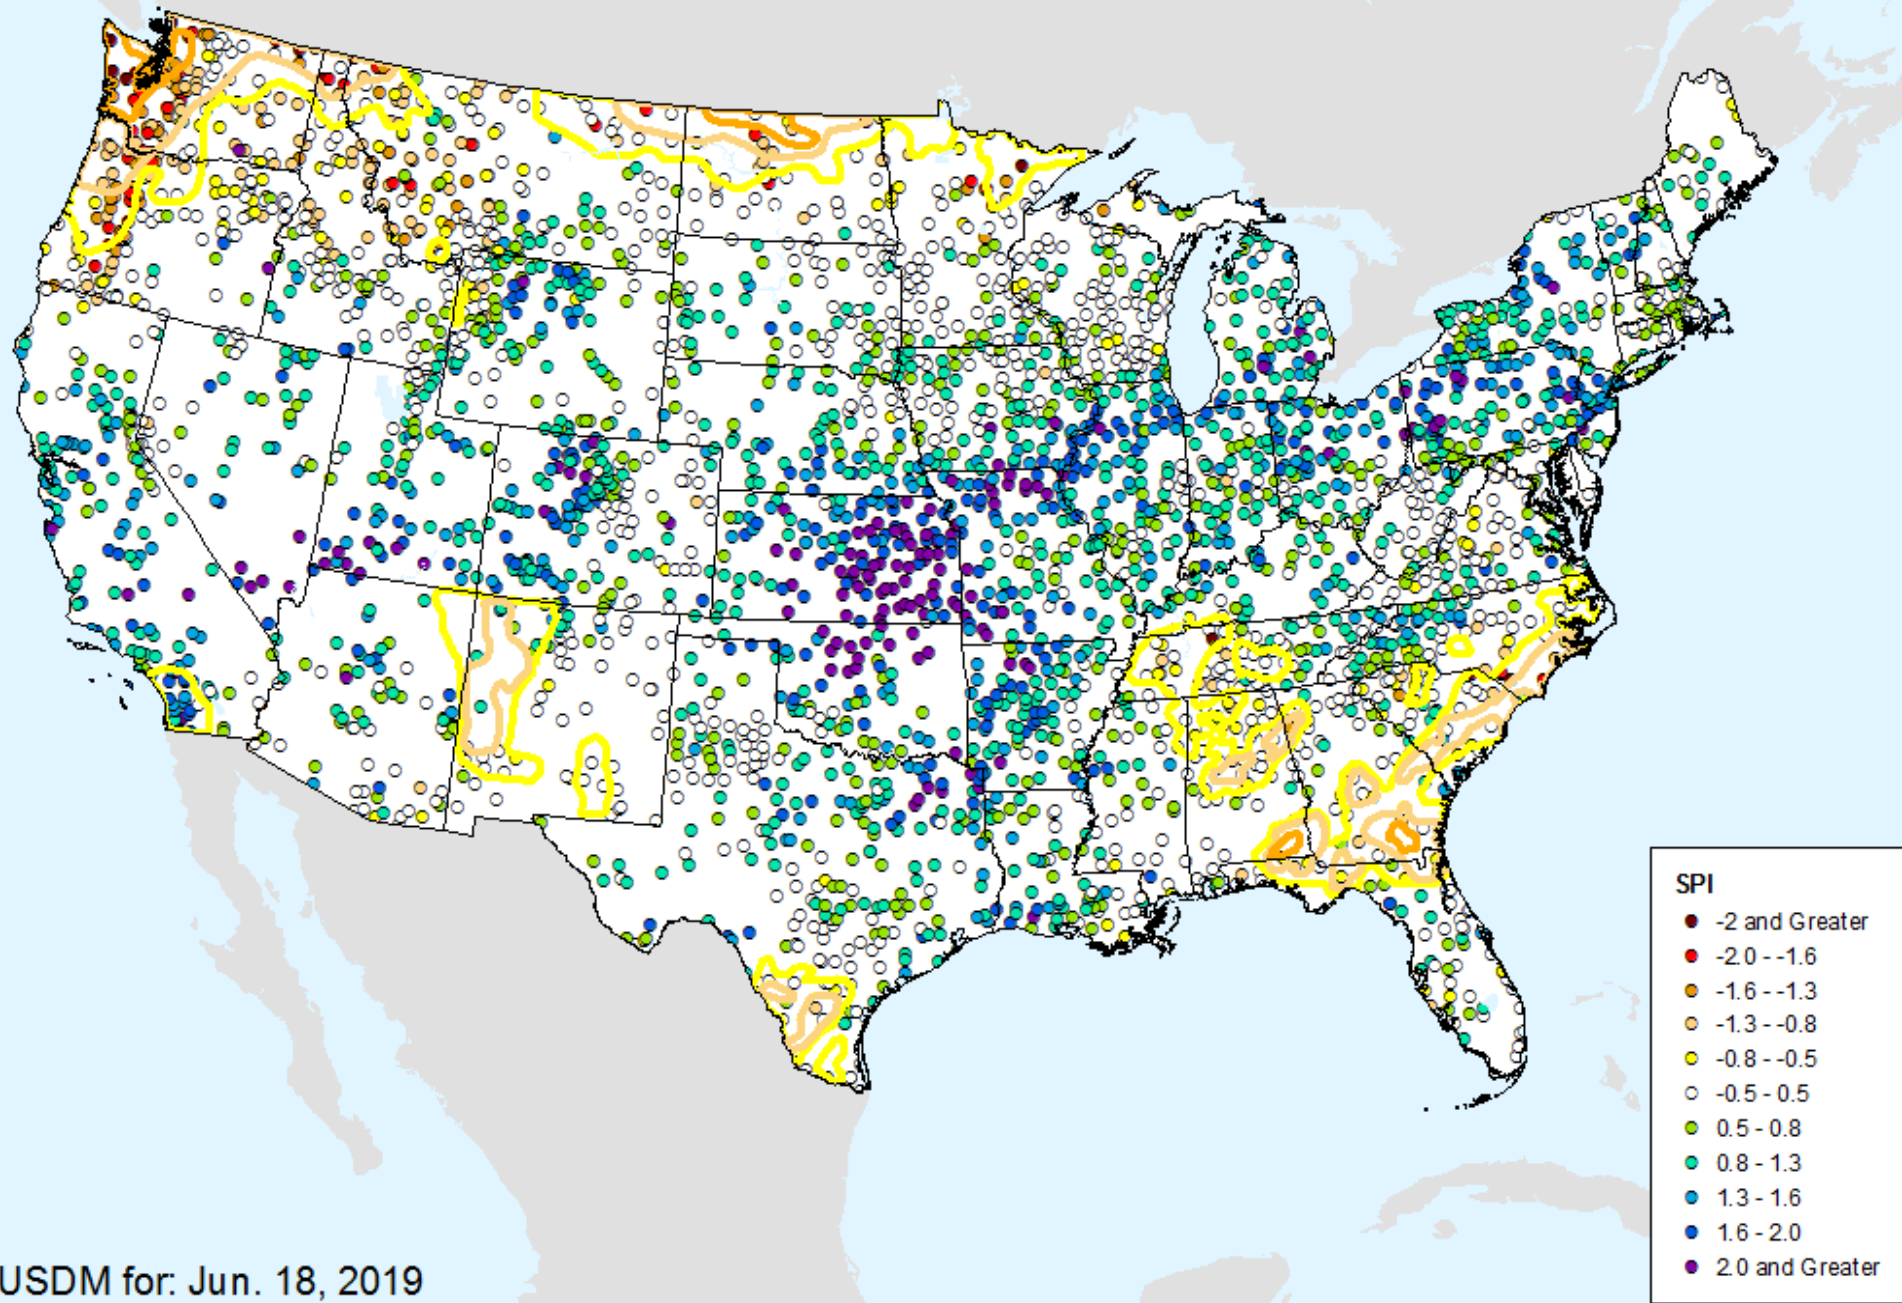 SPI
-2 and Greater
-2.0 - -1.6
-1.6 - -1.3
-1.3 - -0.8
-0.8 - -0.5
-0.5 - 0.5
0.5 - 0.8
0.8 - 1.3
1.3 - 1.6
1.6 - 2.0
2.0 and Greater
USDM for: Jun. 18, 2019